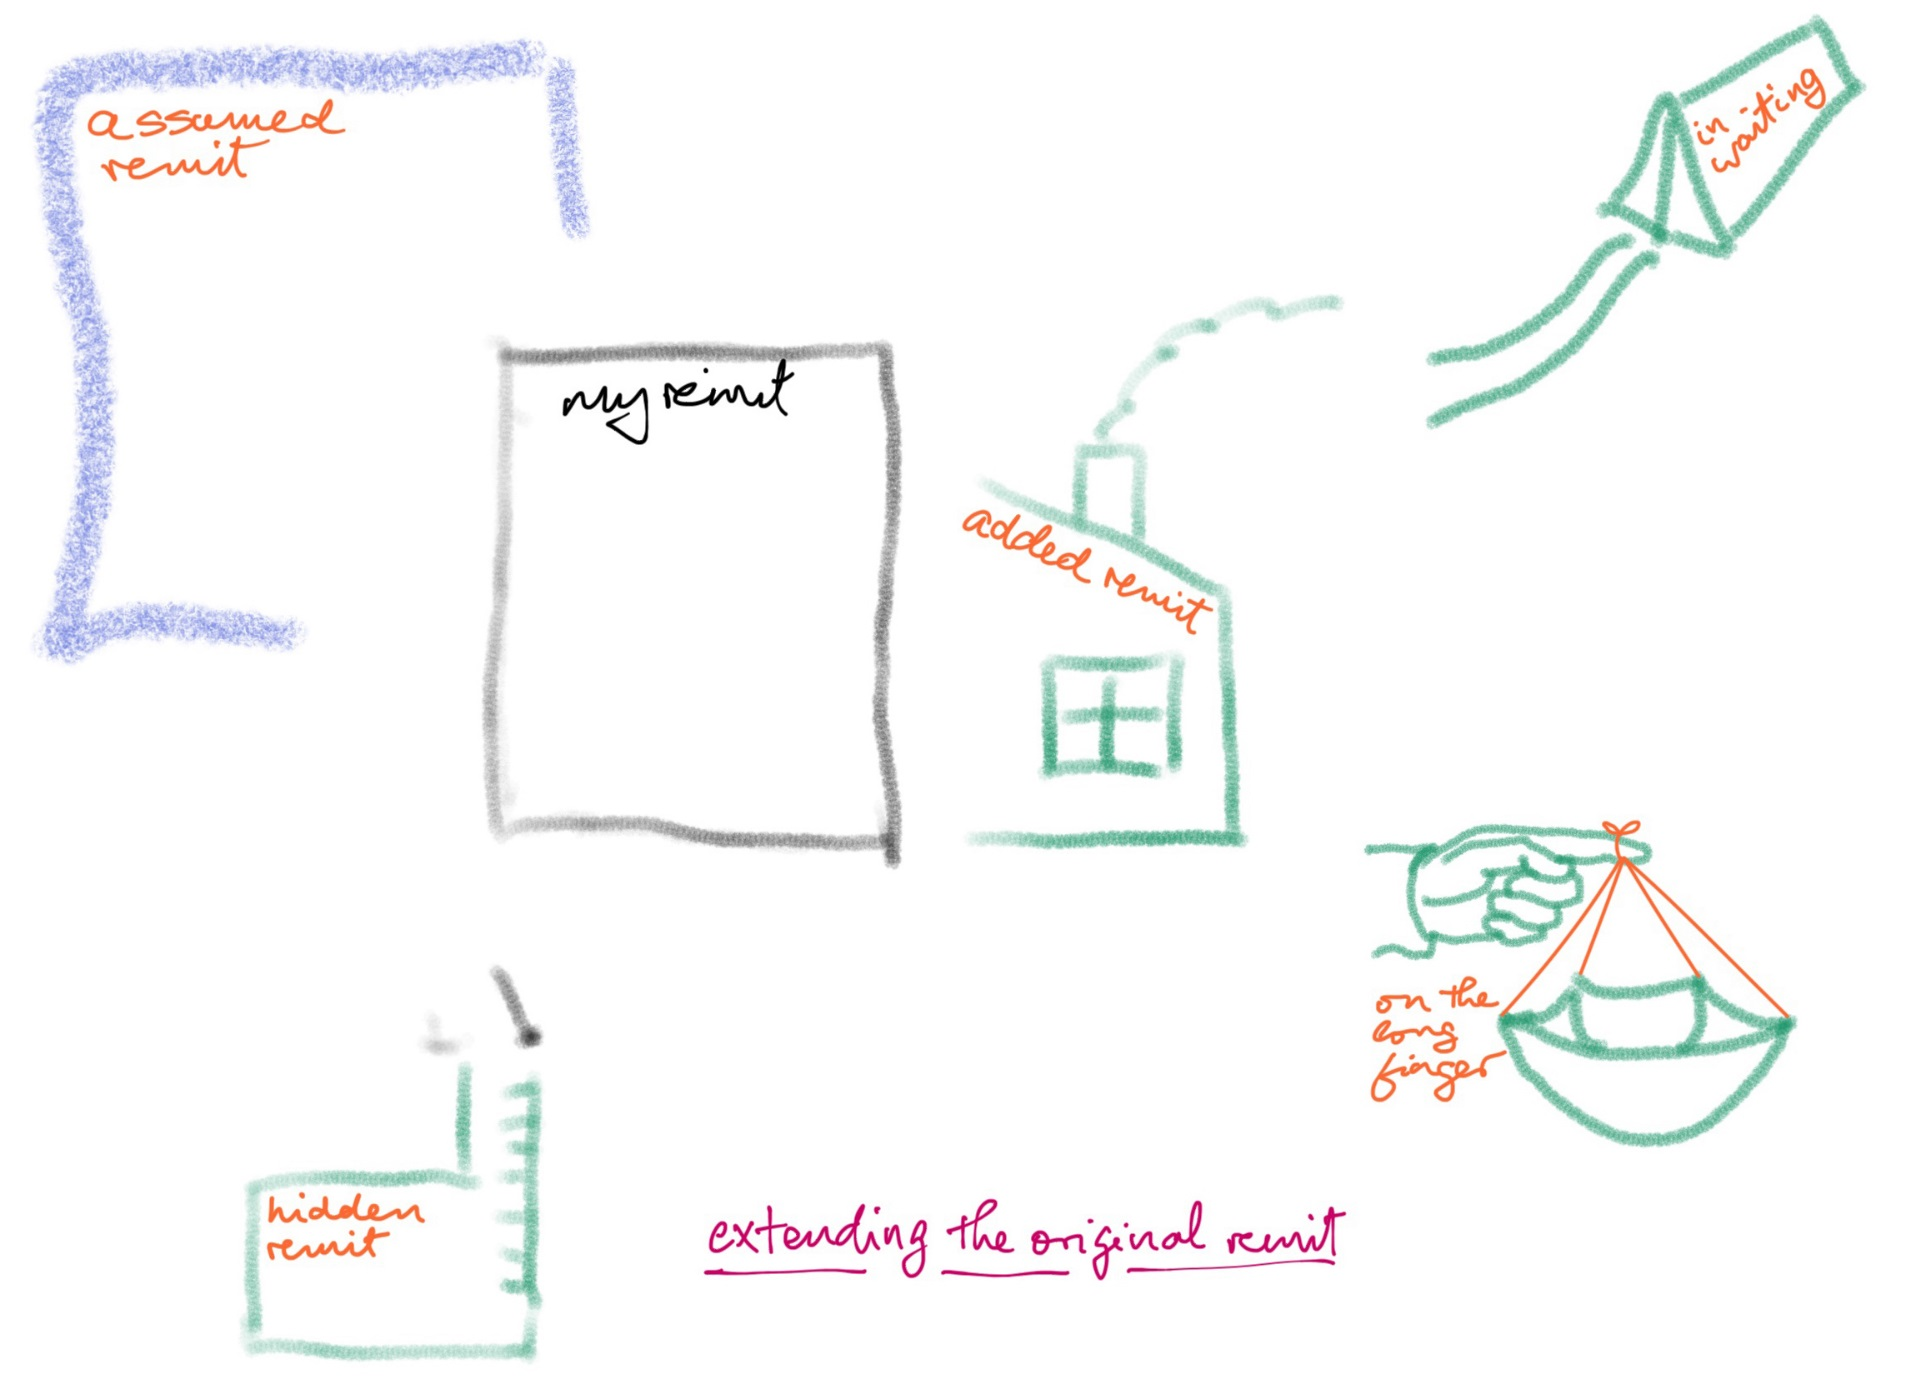 assumed
remit
in
waiting
my remit
added remit
on the
long
finger
hidden
remit
extending the original remit